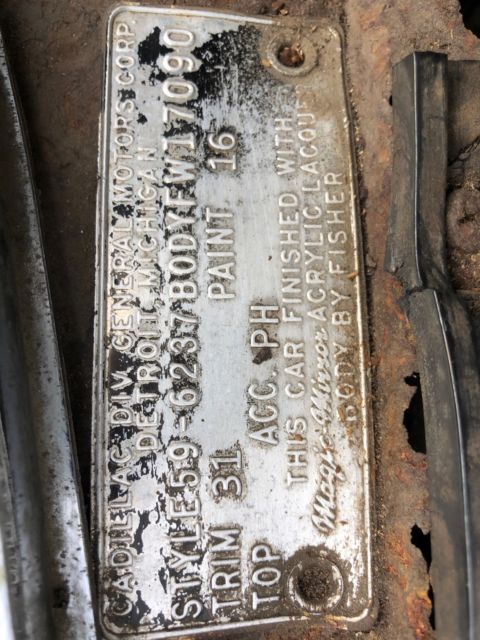 CADILLAC DIV. GENERAL MOTORS CORP.
DETROIT, MICHIGAN
STYLE 59-6237 BODY FW 17090
TRIM 31 PAINT 16
TOP ACC. PH
THIS CAR FINISHED WITH
Magic-Mirror ACRYLIC LACQUER
BODY BY FISHER